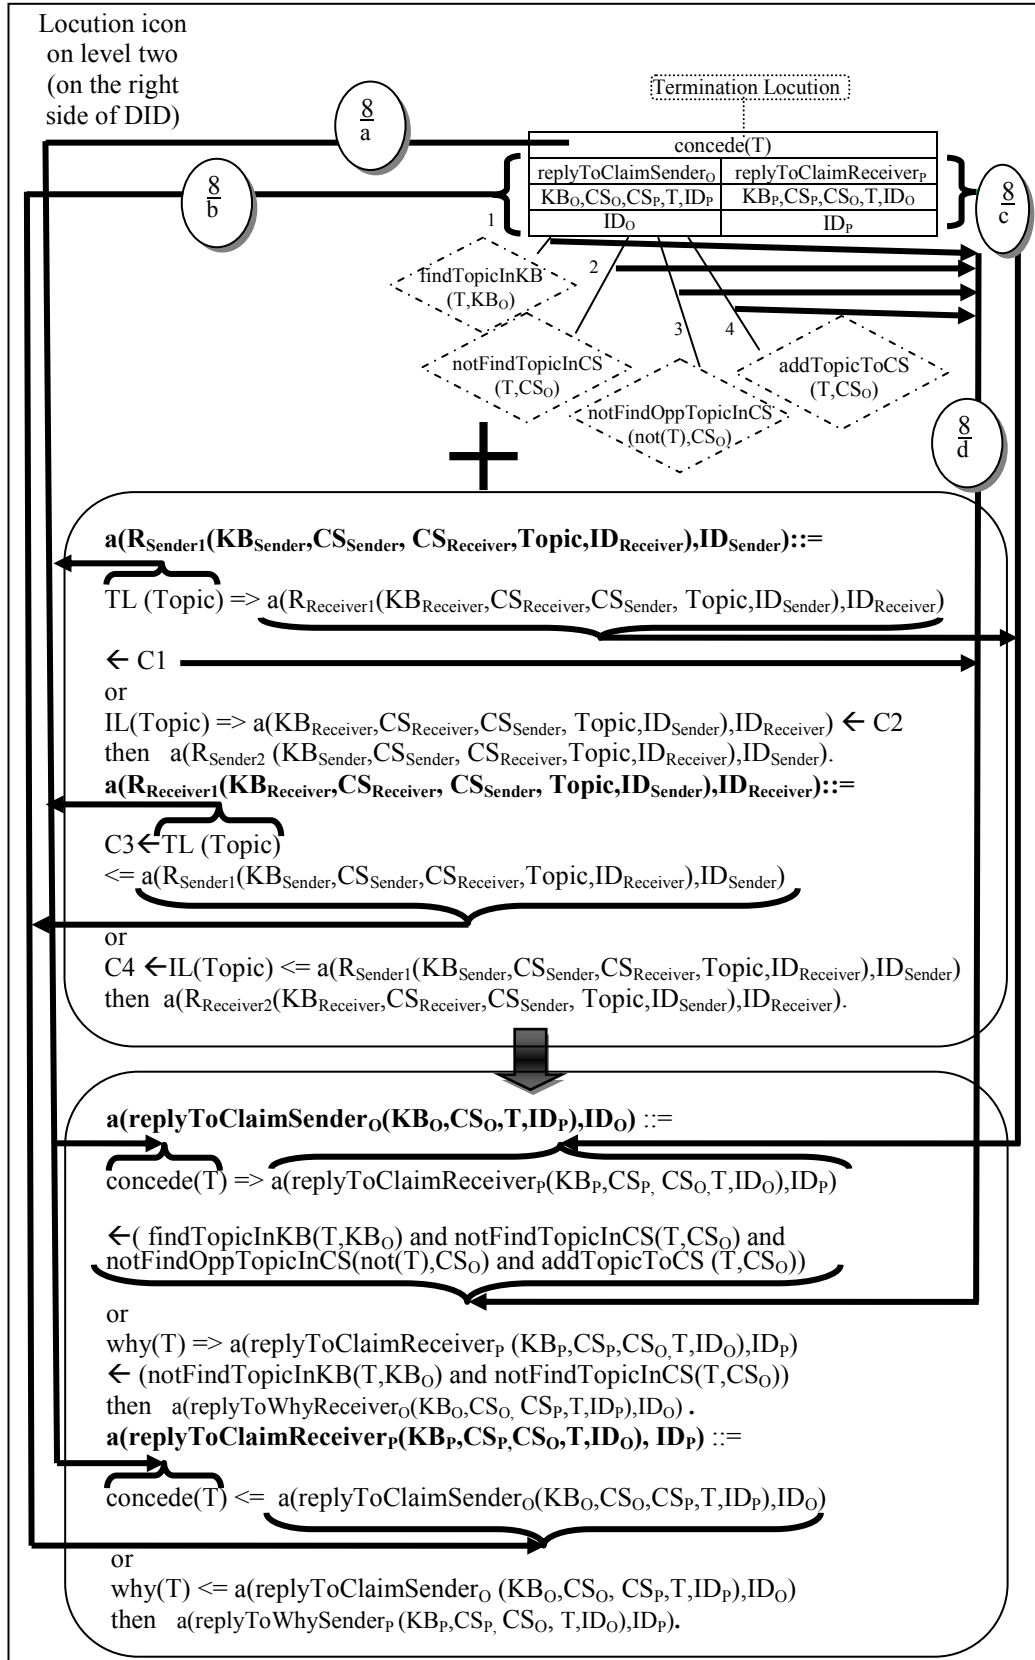 Locution icon
on level two
(on the right
side of DID)
8
a
Termination Locution
concede(T)
8
b
replyToClaimSenderO replyToClaimReceiverP
KBO,CSO,CSP,T,IDP KBP,CSP,CSO,T,IDO
IDO IDP
8
c
1
2
3
4
findTopicInKB
(T,KBO)
notFindTopicInCS
(T,CSO)
notFindOppTopicInCS
(not(T),CSO)
addTopicToCS
(T,CSO)
8
d
+
a(RSender1(KBSender,CSSender, CSReceiver,Topic,IDReceiver),IDSender)::=
TL (Topic) => a(RReceiver1(KBReceiver,CSReceiver,CSSender, Topic,IDSender),IDReceiver)
← C1
or
IL(Topic) => a(KBReceiver,CSReceiver,CSSender, Topic,IDSender),IDReceiver) ← C2
then a(RSender2 (KBSender,CSSender, CSReceiver,Topic,IDReceiver),IDSender).
a(RReceiver1(KBReceiver,CSReceiver, CSSender, Topic,IDSender),IDReceiver)::=
C3←TL (Topic)
<= a(RSender1(KBSender,CSSender,CSReceiver,Topic,IDReceiver),IDSender)
or
C4 ←IL(Topic) <= a(RSender1(KBSender,CSSender,CSReceiver,Topic,IDReceiver),IDSender)
then a(RReceiver2(KBReceiver,CSReceiver,CSSender, Topic,IDSender),IDReceiver).
a(replyToClaimSenderO(KBO,CSO,T,IDP),IDO) ::=
concede(T) => a(replyToClaimReceiverP(KBP,CSP, CSO,T,IDO),IDP)
←( findTopicInKB(T,KBO) and notFindTopicInCS(T,CSO) and
notFindOppTopicInCS(not(T),CSO) and addTopicToCS (T,CSO))
or
why(T) => a(replyToClaimReceiverP (KBP,CSP,CSO,T,IDO),IDP)
← (notFindTopicInKB(T,KBO) and notFindTopicInCS(T,CSO))
then a(replyToWhyReceiverO(KBO,CSO, CSP,T,IDP),IDO) .
a(replyToClaimReceiverP(KBP,CSP,CSO,T,IDO), IDP) ::=
concede(T) <= a(replyToClaimSenderO(KBO,CSO,CSP,T,IDP),IDO)
or
why(T) <= a(replyToClaimSenderO (KBO,CSO, CSP,T,IDP),IDO)
then a(replyToWhySenderP (KBP,CSP, CSO, T,IDO),IDP).